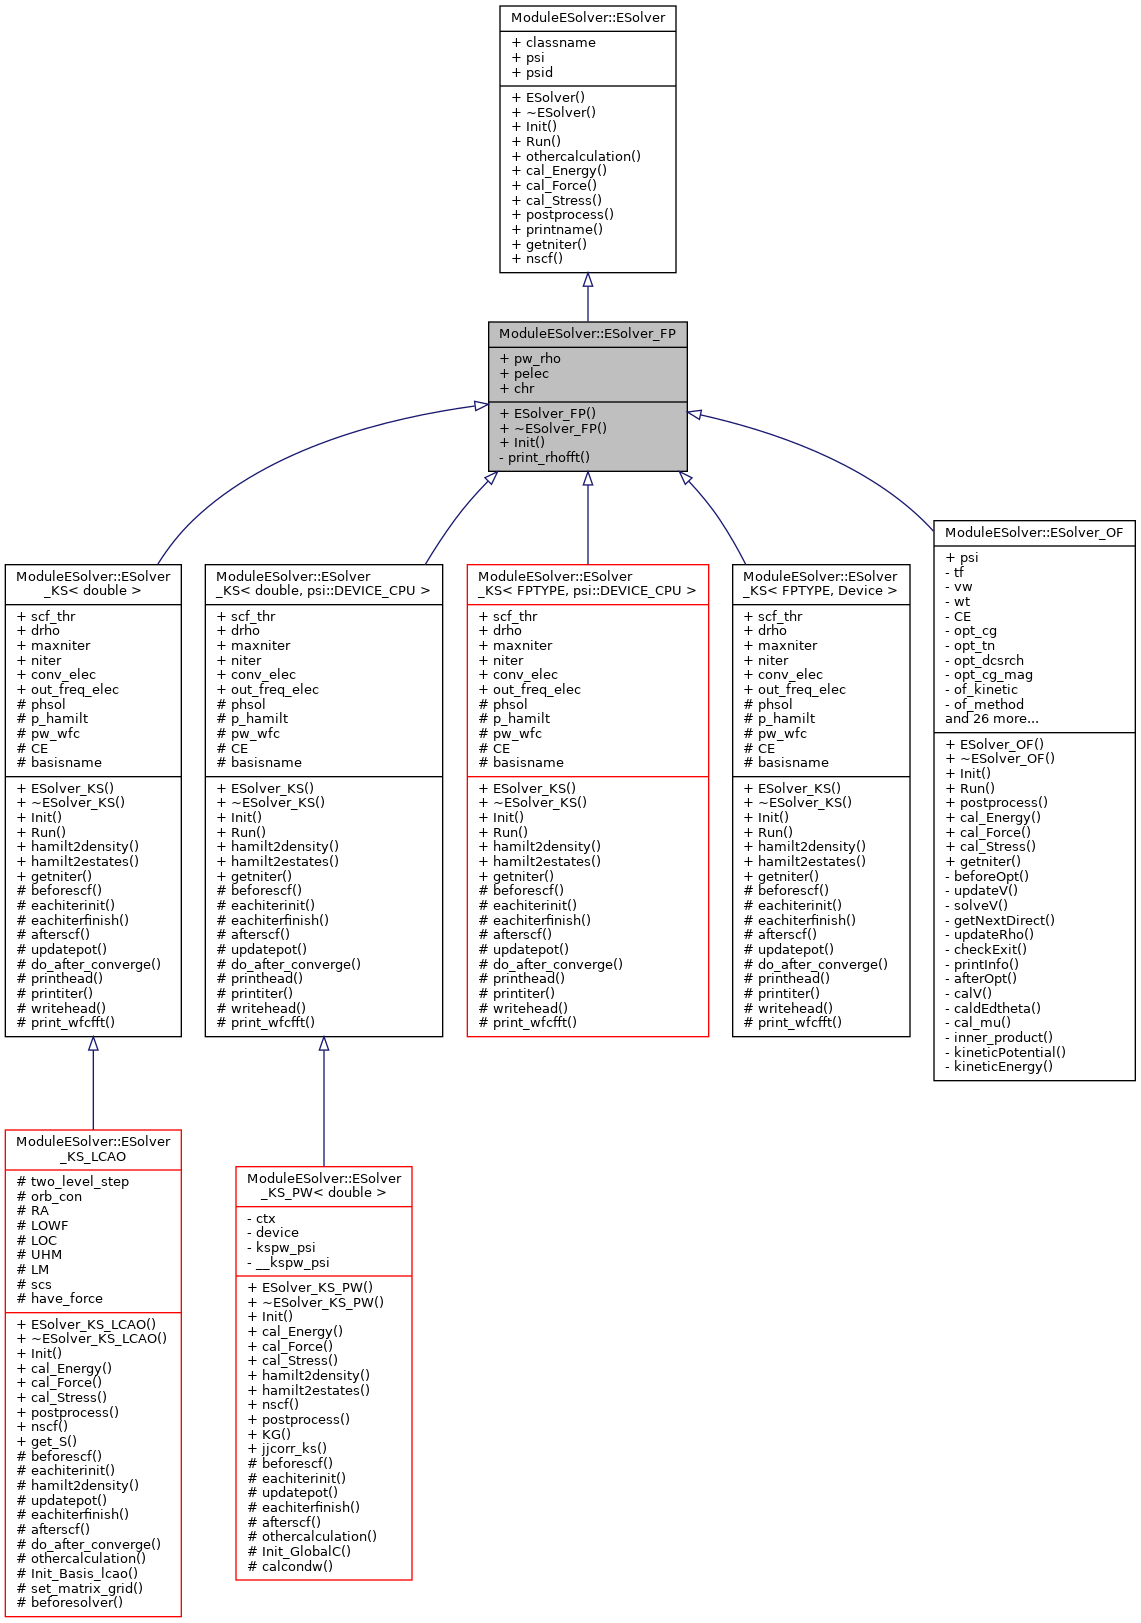 ModuleESolver::ESolver
+ classname
+ psi
+ psid
+ ESolver()
+ ~ESolver()
+ Init()
+ Run()
+ othercalculation()
+ cal_Energy()
+ cal_Force()
+ cal_Stress()
+ postprocess()
+ printname()
+ getniter()
+ nscf()
ModuleESolver::ESolver_FP
+ pw_rho
+ pelec
+ chr
+ ESolver_FP()
+ ~ESolver_FP()
+ Init()
- print_rhofft()
ModuleESolver::ESolver
_KS< double >
+ scf_thr
+ drho
+ maxniter
+ niter
+ conv_elec
+ out_freq_elec
# phsol
# p_hamilt
# pw_wfc
# CE
# basisname
+ ESolver_KS()
+ ~ESolver_KS()
+ Init()
+ Run()
+ hamilt2density()
+ hamilt2estates()
+ getniter()
# beforescf()
# eachiterinit()
# eachiterfinish()
# afterscf()
# updatepot()
# do_after_converge()
# printhead()
# printiter()
# writehead()
# print_wfcfft()
ModuleESolver::ESolver
_KS< double, psi::DEVICE_CPU >
+ scf_thr
+ drho
+ maxniter
+ niter
+ conv_elec
+ out_freq_elec
# phsol
# p_hamilt
# pw_wfc
# CE
# basisname
+ ESolver_KS()
+ ~ESolver_KS()
+ Init()
+ Run()
+ hamilt2density()
+ hamilt2estates()
+ getniter()
# beforescf()
# eachiterinit()
# eachiterfinish()
# afterscf()
# updatepot()
# do_after_converge()
# printhead()
# printiter()
# writehead()
# print_wfcfft()
ModuleESolver::ESolver
_KS< FPTYPE, psi::DEVICE_CPU >
+ scf_thr
+ drho
+ maxniter
+ niter
+ conv_elec
+ out_freq_elec
# phsol
# p_hamilt
# pw_wfc
# CE
# basisname
+ ESolver_KS()
+ ~ESolver_KS()
+ Init()
+ Run()
+ hamilt2density()
+ hamilt2estates()
+ getniter()
# beforescf()
# eachiterinit()
# eachiterfinish()
# afterscf()
# updatepot()
# do_after_converge()
# printhead()
# printiter()
# writehead()
# print_wfcfft()
ModuleESolver::ESolver
_KS< FPTYPE, Device >
+ scf_thr
+ drho
+ maxniter
+ niter
+ conv_elec
+ out_freq_elec
# phsol
# p_hamilt
# pw_wfc
# CE
# basisname
+ ESolver_KS()
+ ~ESolver_KS()
+ Init()
+ Run()
+ hamilt2density()
+ hamilt2estates()
+ getniter()
# beforescf()
# eachiterinit()
# eachiterfinish()
# afterscf()
# updatepot()
# do_after_converge()
# printhead()
# printiter()
# writehead()
# print_wfcfft()
ModuleESolver::ESolver_OF
+ psi
- tf
- vw
- wt
- CE
- opt_cg
- opt_tn
- opt_dcsrch
- opt_cg_mag
- of_kinetic
- of_method
and 26 more...
+ ESolver_OF()
+ ~ESolver_OF()
+ Init()
+ Run()
+ postprocess()
+ cal_Energy()
+ cal_Force()
+ cal_Stress()
+ getniter()
- beforeOpt()
- updateV()
- solveV()
- getNextDirect()
- updateRho()
- checkExit()
- printInfo()
- afterOpt()
- calV()
- caldEdtheta()
- cal_mu()
- inner_product()
- kineticPotential()
- kineticEnergy()
ModuleESolver::ESolver
_KS_LCAO
# two_level_step
# orb_con
# RA
# LOWF
# LOC
# UHM
# LM
# scs
# have_force
+ ESolver_KS_LCAO()
+ ~ESolver_KS_LCAO()
+ Init()
+ cal_Energy()
+ cal_Force()
+ cal_Stress()
+ postprocess()
+ nscf()
+ get_S()
# beforescf()
# eachiterinit()
# hamilt2density()
# updatepot()
# eachiterfinish()
# afterscf()
# do_after_converge()
# othercalculation()
# Init_Basis_lcao()
# set_matrix_grid()
# beforesolver()
ModuleESolver::ESolver
_KS_PW< double >
- ctx
- device
- kspw_psi
- __kspw_psi
+ ESolver_KS_PW()
+ ~ESolver_KS_PW()
+ Init()
+ cal_Energy()
+ cal_Force()
+ cal_Stress()
+ hamilt2density()
+ hamilt2estates()
+ nscf()
+ postprocess()
+ KG()
+ jjcorr_ks()
# beforescf()
# eachiterinit()
# updatepot()
# eachiterfinish()
# afterscf()
# othercalculation()
# Init_GlobalC()
# calcondw()